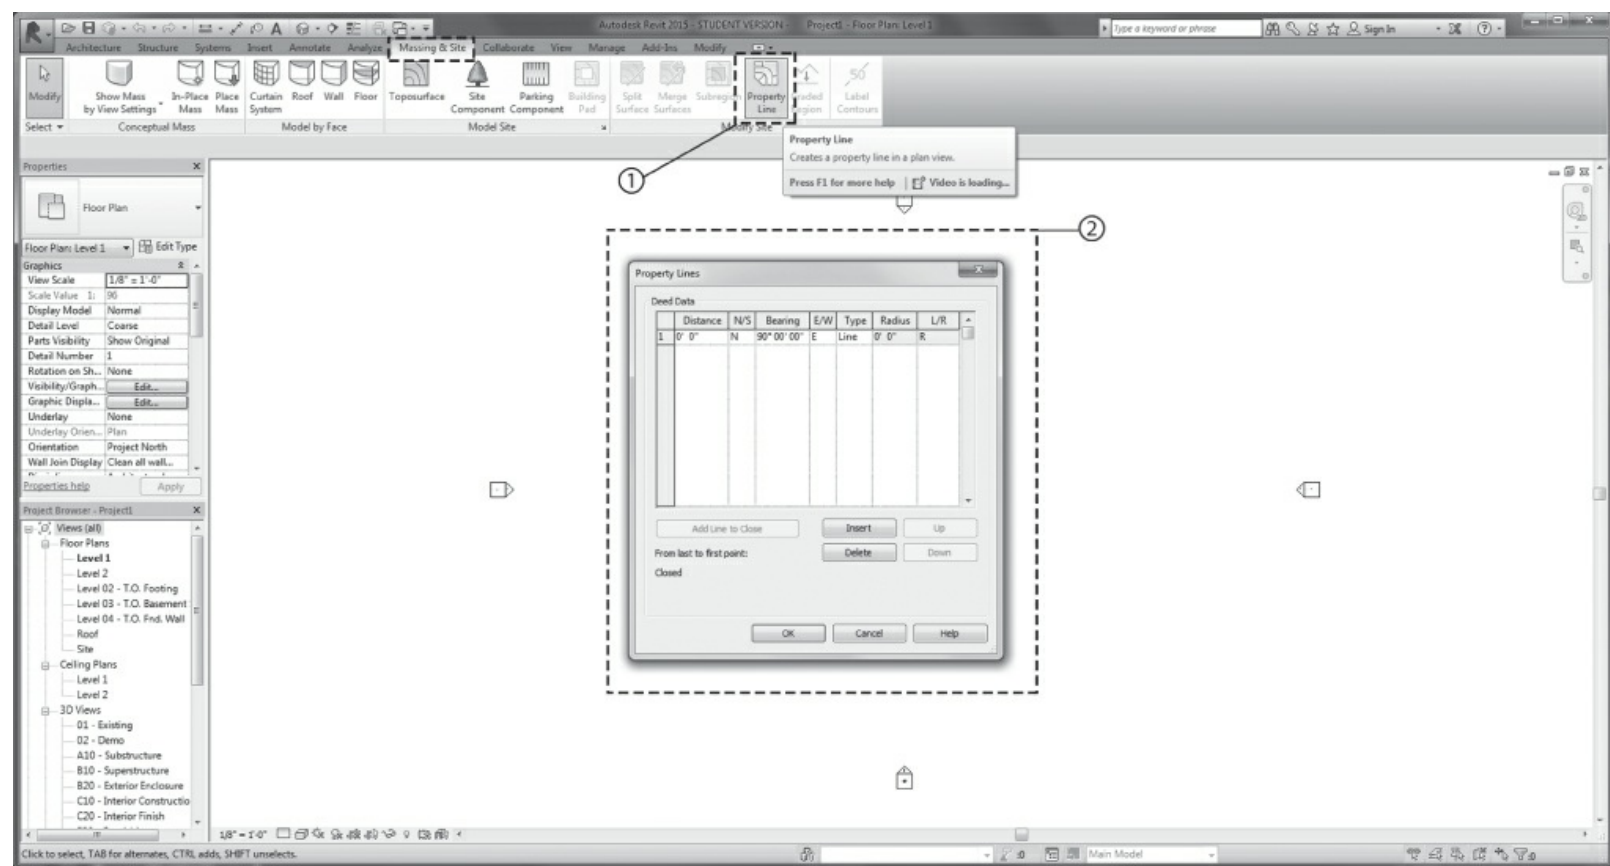 Autodesk Revit 2015 - STUDENT VERSION - Project1 - Floor Plan: Level 1
Type a keyword or phrase
Sign In
Architecture Structure Systems Insert Annotate Analyze Massing & Site Collaborate View Manage Add-Ins Modify
Modify
Show Mass by View Settings
In-Place Mass
Place Mass
Curtain System
Roof
Wall
Floor
Toposurface
Site Component
Parking Component
Building Pad
Split Surface
Merge Surfaces
Subregion
Property Line
Label Contours
Select
Conceptual Mass
Model by Face
Model Site
Modify Site
Property Line
Creates a property line in a plan view.
Press F1 for more help
Video is loading...
1
2
Properties X
Floor Plan
Floor Plan: Level 1 Edit Type
Graphics
View Scale 1/8" = 1'-0"
Scale Value 1: 96
Display Model Normal
Detail Level Coarse
Parts Visibility Show Original
Detail Number 1
Rotation on Sh... None
Visibility/Graph... Edit...
Graphic Displa... Edit...
Underlay None
Underlay Orien... Plan
Orientation Project North
Wall Join Display Clean all wall...
Properties help Apply
Project Browser - Project1 X
Views (all)
Floor Plans
Level 1
Level 2
Level 02 - T.O. Footing
Level 03 - T.O. Basement
Level 04 - T.O. Fnd. Wall
Roof
Site
Ceiling Plans
Level 1
Level 2
3D Views
01 - Existing
02 - Demo
A10 - Substructure
B10 - Superstructure
B20 - Exterior Enclosure
C10 - Interior Constructio
C20 - Interior Finish
Property Lines
Deed Data
Distance N/S Bearing E/W Type Radius L/R
1 0' 0" N 90° 00' 00" E Line 0' 0" R
Add Line to Close Insert Up
From last to first point: Delete Down
Closed
OK Cancel Help
1/8" = 1'-0"
Click to select, TAB for alternates, CTRL adds, SHIFT unselects.
:0
Main Model
:0